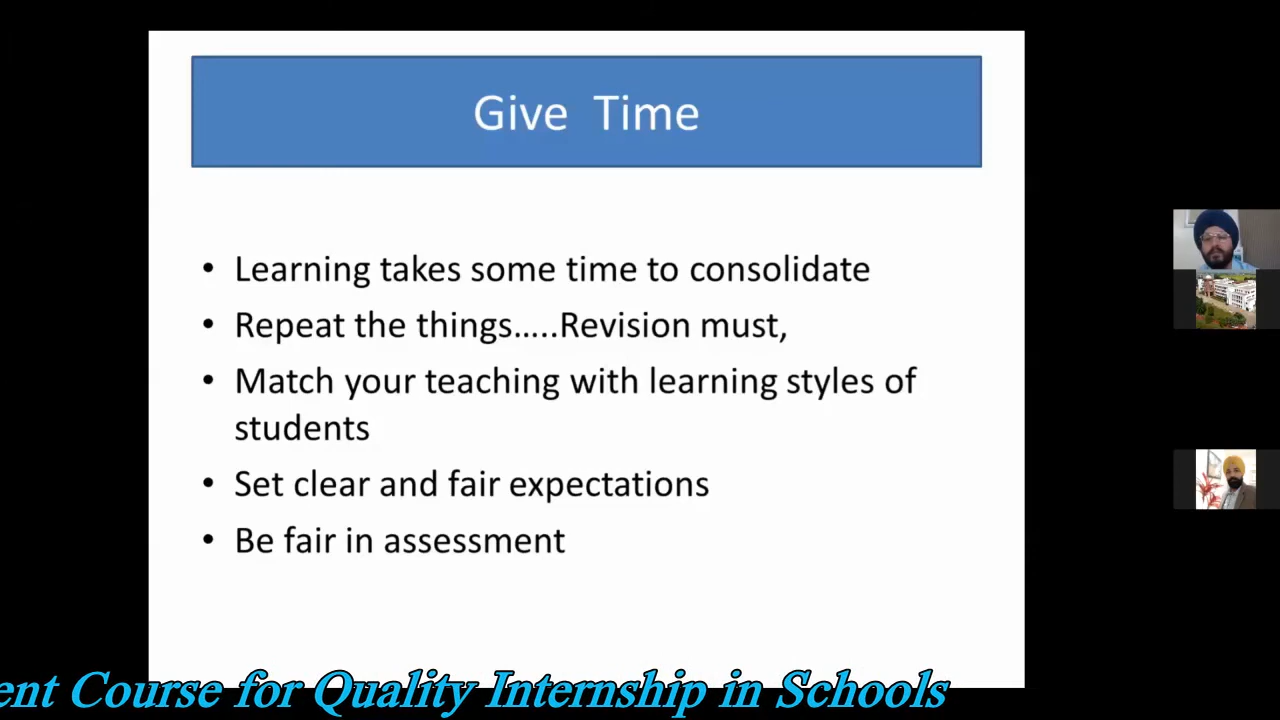 Give Time
• Learning takes some time to consolidate
• Repeat the things.....Revision must,
• Match your teaching with learning styles of
students
• Set clear and fair expectations
• Be fair in assessment
ent Course for Quality Internship in Schools